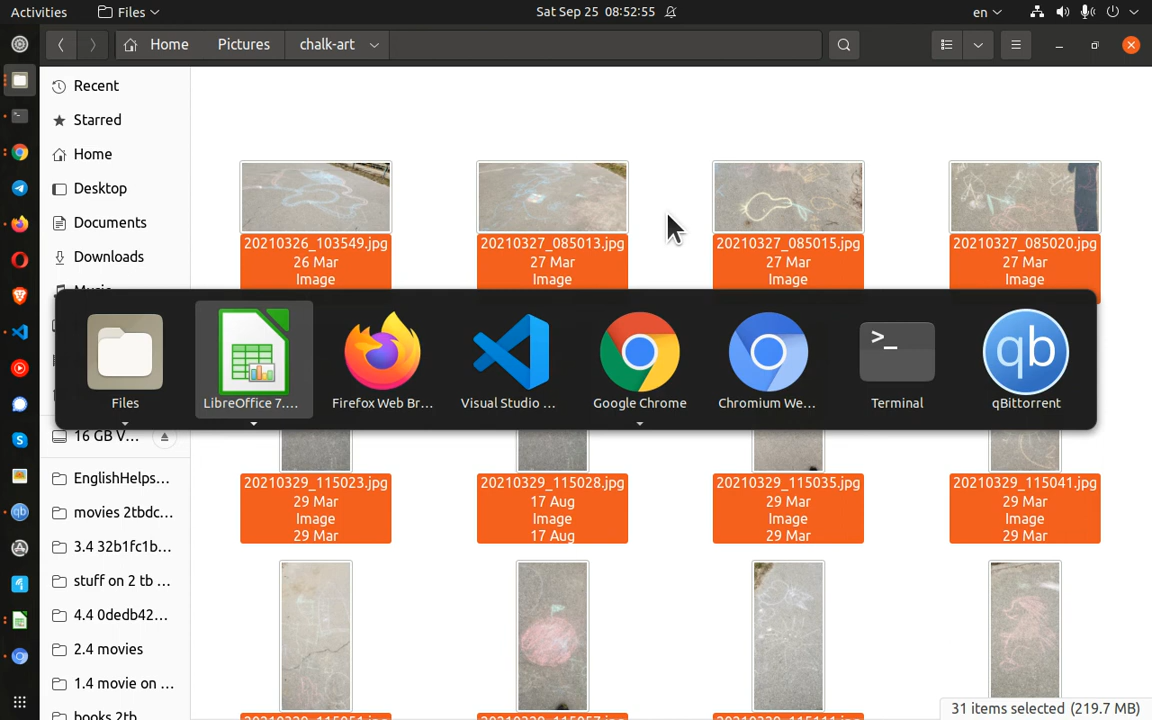 Activities
Files
Sat Sep 25 08:52:55
en
Home
Pictures
chalk-art
Recent
Starred
Home
Desktop
Documents
Downloads
20210326_103549.jpg
26 Mar
Image
20210327_085013.jpg
27 Mar
Image
20210327_085015.jpg
27 Mar
Image
20210327_085020.jpg
27 Mar
Image
Files
LibreOffice 7....
Firefox Web Br...
Visual Studio ...
Google Chrome
Chromium We...
Terminal
qBittorrent
16 GB V...
EnglishHelps...
movies 2tbdc...
3.4 32b1fc1b...
stuff on 2 tb ...
4.4 0dedb42...
2.4 movies
1.4 movie on ...
books 2tb
20210329_115023.jpg
29 Mar
Image
29 Mar
20210329_115028.jpg
17 Aug
Image
17 Aug
20210329_115035.jpg
29 Mar
Image
29 Mar
20210329_115041.jpg
29 Mar
Image
29 Mar
31 items selected (219.7 MB)